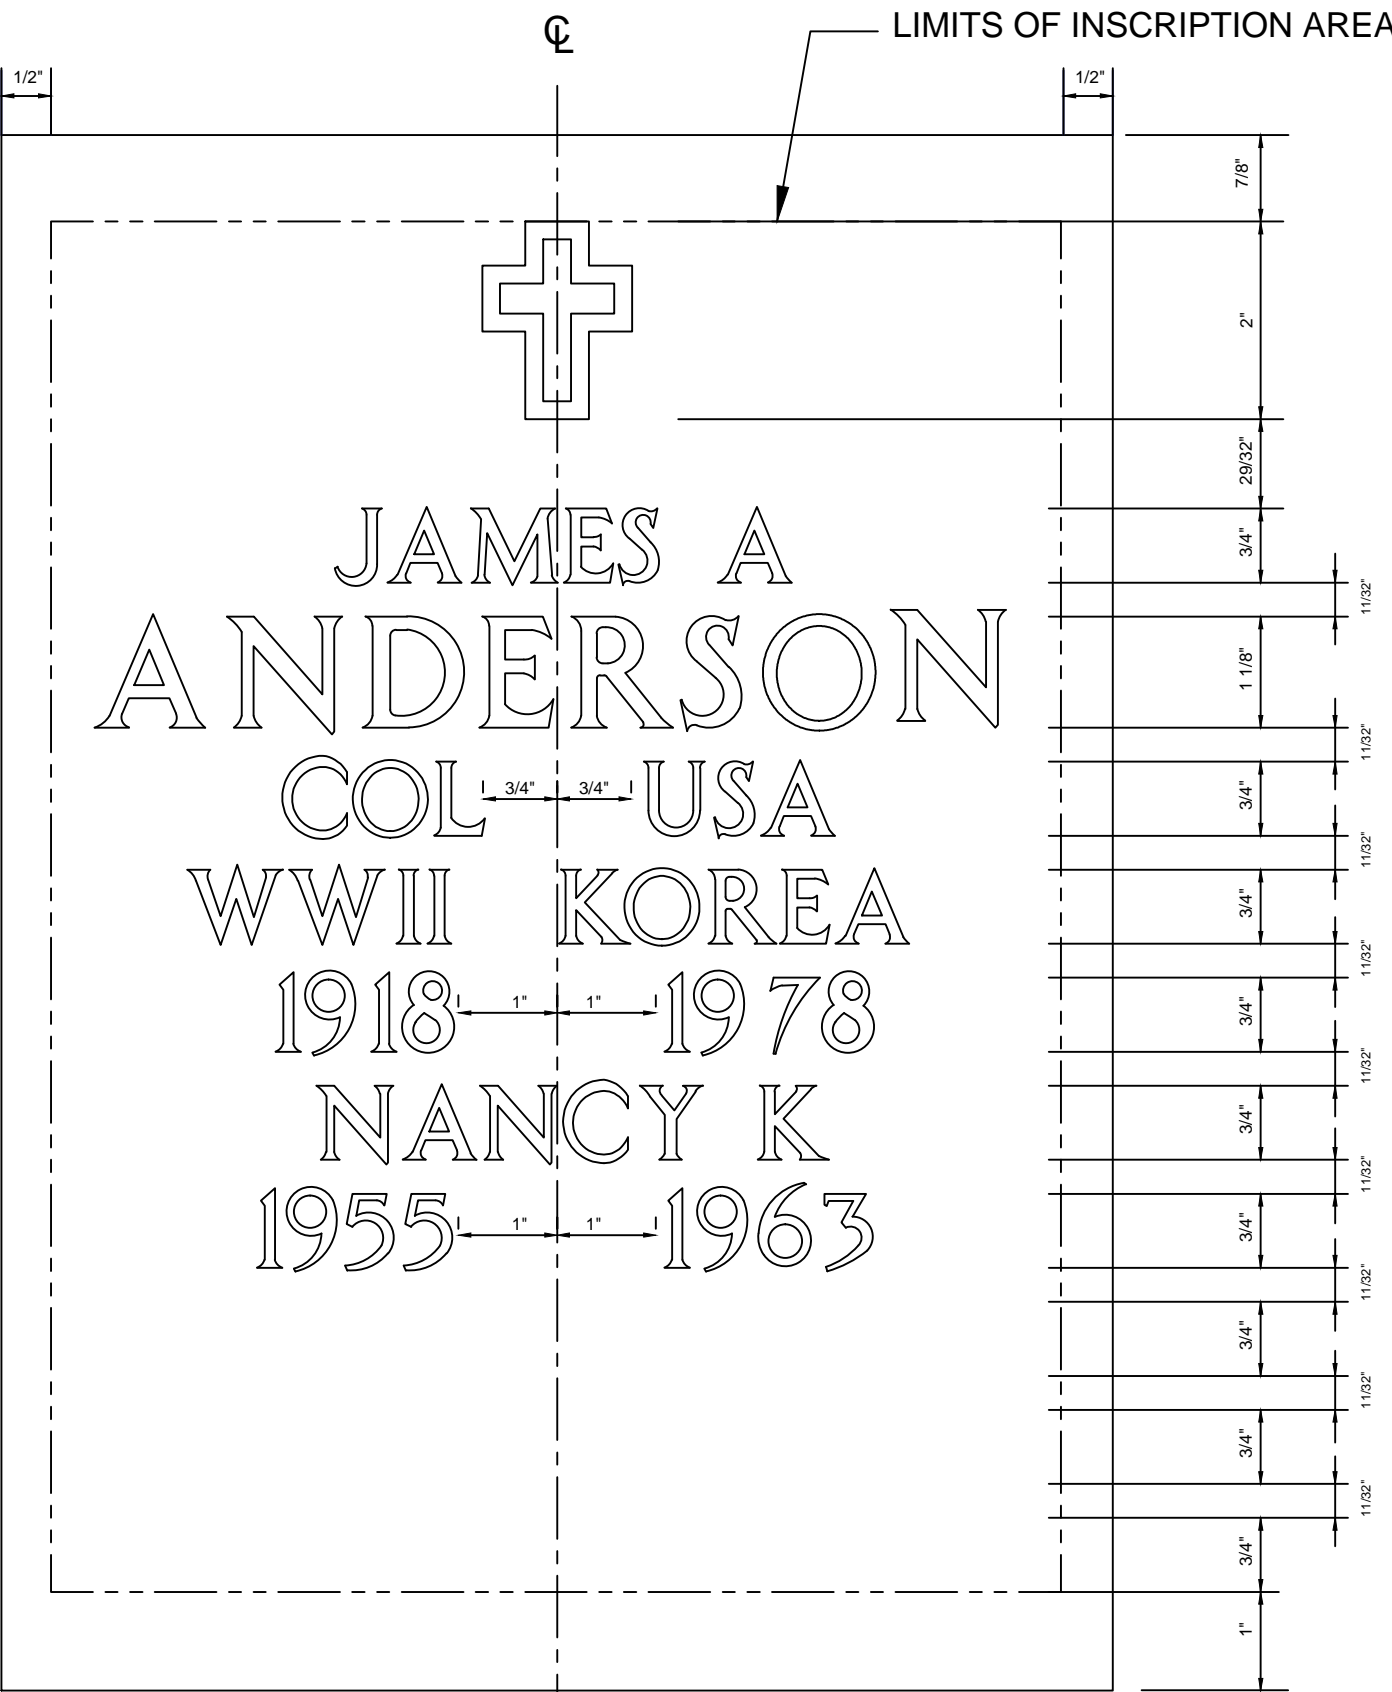 ℄ LIMITS OF INSCRIPTION AREA
1/2" 1/2"
7/8"
2"
29/32"
JAMES A 3/4"
11/32"
ANDERSON 1 1/8"
11/32"
COL 3/4" 3/4" USA 3/4"
11/32"
WWII KOREA 3/4"
11/32"
1918 1" 1" 1978 3/4"
11/32"
NANCY K 3/4"
11/32"
1955 1" 1" 1963 3/4"
11/32"
3/4"
11/32"
3/4"
11/32"
3/4"
1"